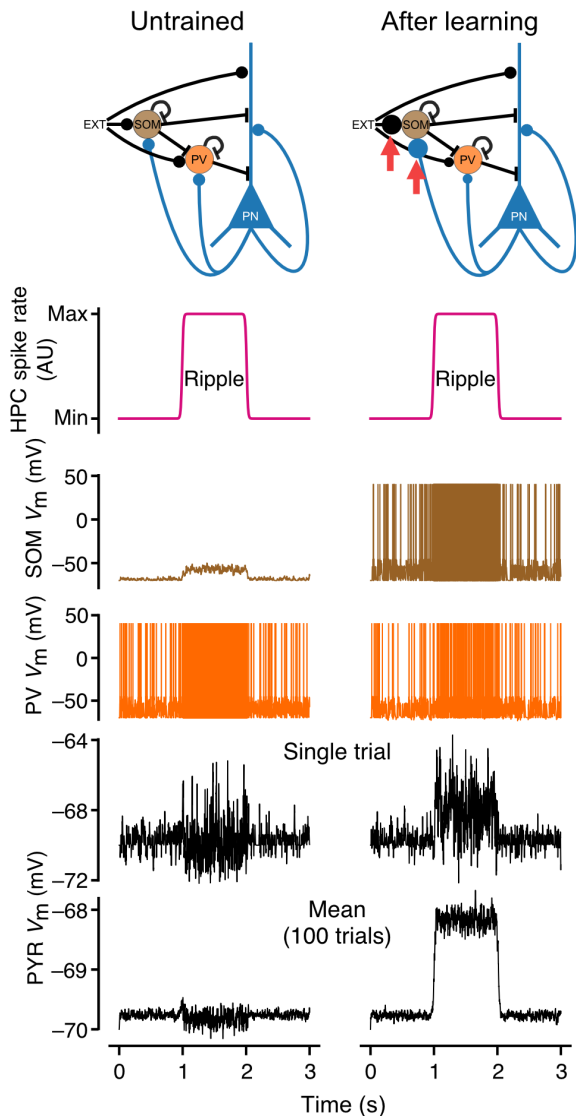 Untrained
After learning
EXT
SOM
PV
PN
EXT
SOM
PV
PN
HPC spike rate
(AU)
Max
Min
Ripple
Ripple
SOM Vm (mV)
50
0
−50
PV Vm (mV)
50
0
−50
PYR Vm (mV)
−64
−68
−72
Single trial
−68
−69
−70
Mean
(100 trials)
0 1 2 3
0 1 2 3
Time (s)